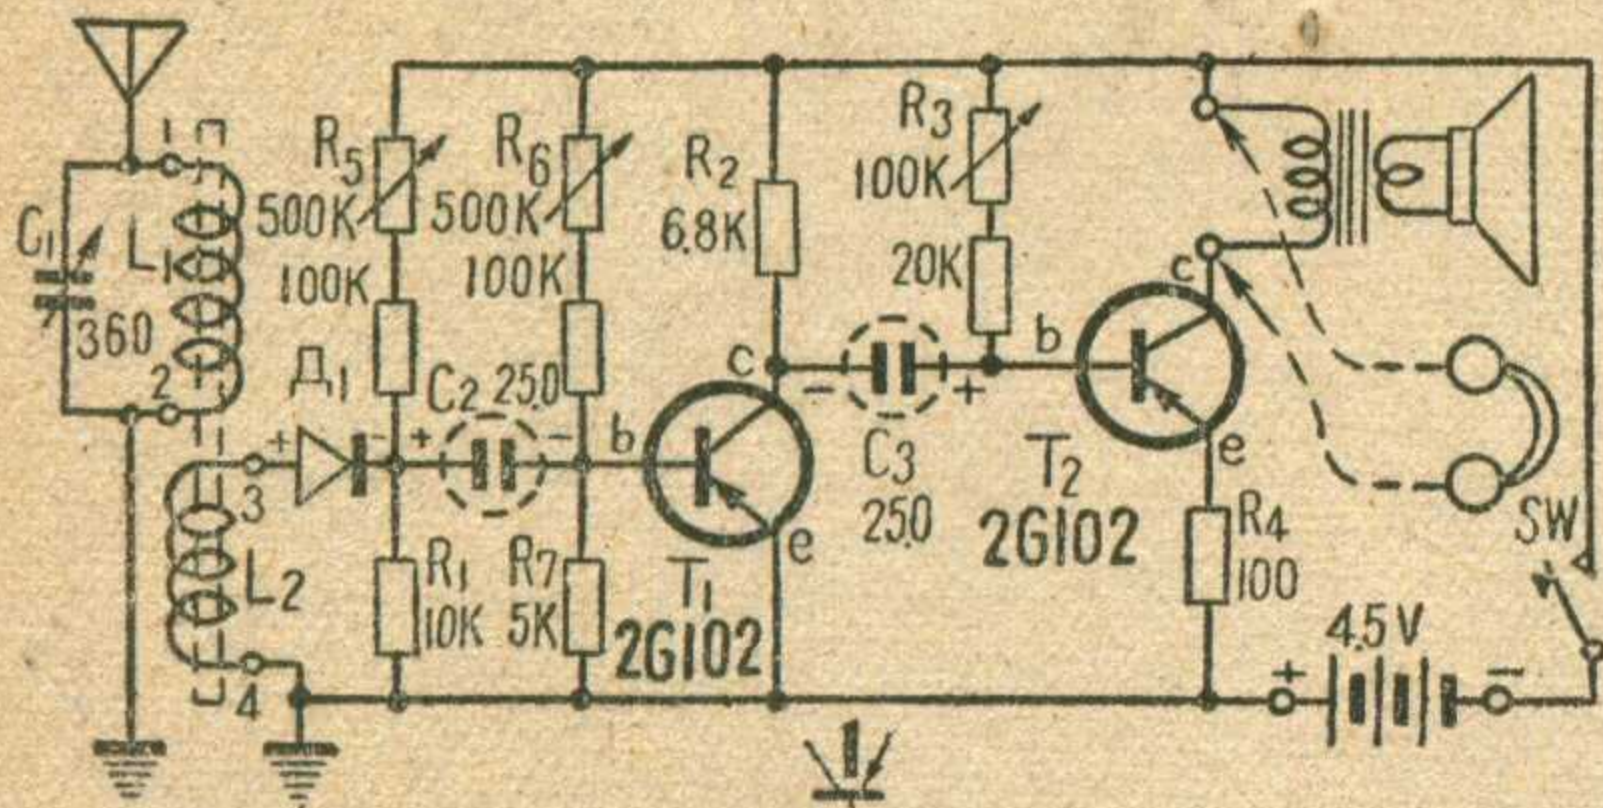 C1
360
L1
1
2
3
4
L2
R5
500K
100K
Д1
+
-
R6
500K
100K
+
C2 25.0
-
b
c
e
R1
10K
R7
5K
T1
2G102
R2
6.8K
-
+
C3
25.0
R3
100K
20K
b
c
e
T2
2G102
R4
100
SW
4.5V
+
-